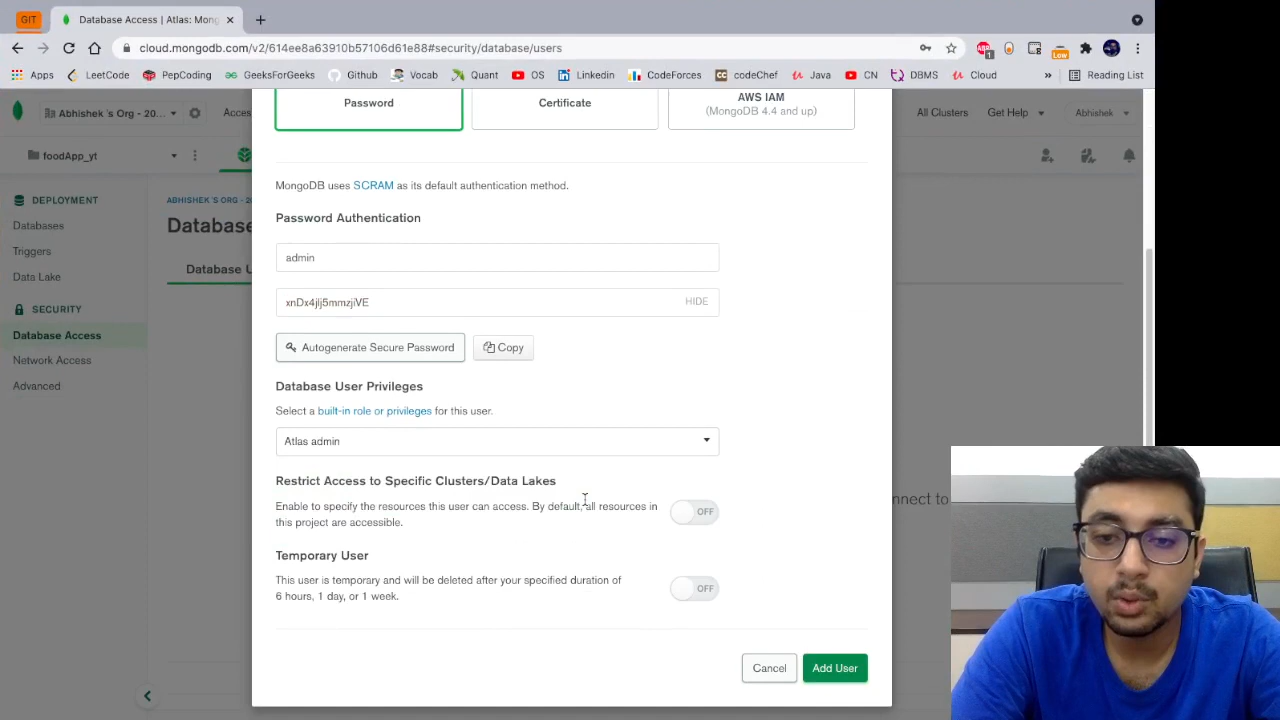 GIT
Database Access | Atlas: Mong
cloud.mongodb.com/v2/614ee8a63910b57106d61e88#security/database/users
1
Low
Apps
LeetCode
PepCoding
GeeksForGeeks
Github
Vocab
Quant
OS
Linkedin
CodeForces
codeChef
Java
CN
DBMS
Cloud
»
Reading List
Abhishek 's Org - 20...
Acces
Password
Certificate
AWS IAM
(MongoDB 4.4 and up)
All Clusters
Get Help
Abhishek
foodApp_yt
DEPLOYMENT
Databases
Triggers
Data Lake
SECURITY
Database Access
Network Access
Advanced
ABHISHEK'S ORG - 20
Databas
Database U
nnect to
MongoDB uses SCRAM as its default authentication method.
Password Authentication
admin
xnDx4jlj5mmzjiVE
HIDE
Autogenerate Secure Password
Copy
Database User Privileges
Select a built-in role or privileges for this user.
Atlas admin
Restrict Access to Specific Clusters/Data Lakes
Enable to specify the resources this user can access. By default, all resources in
this project are accessible.
OFF
Temporary User
This user is temporary and will be deleted after your specified duration of
6 hours, 1 day, or 1 week.
OFF
Cancel
Add User